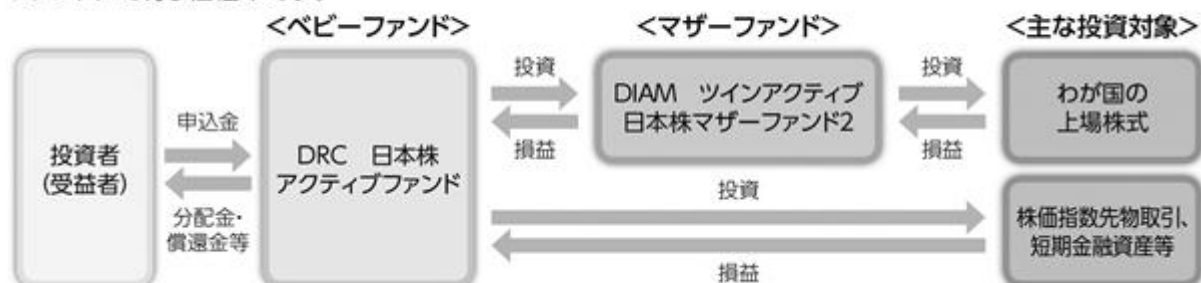 ＜ベビーファンド＞
＜マザーファンド＞
＜主な投資対象＞
投資者
(受益者)
申込金
分配金・
償還金等
DRC　日本株
アクティブファンド
投資
損益
DIAM　ツインアクティブ
日本株マザーファンド2
投資
損益
わが国の
上場株式
投資
損益
株価指数先物取引、
短期金融資産等